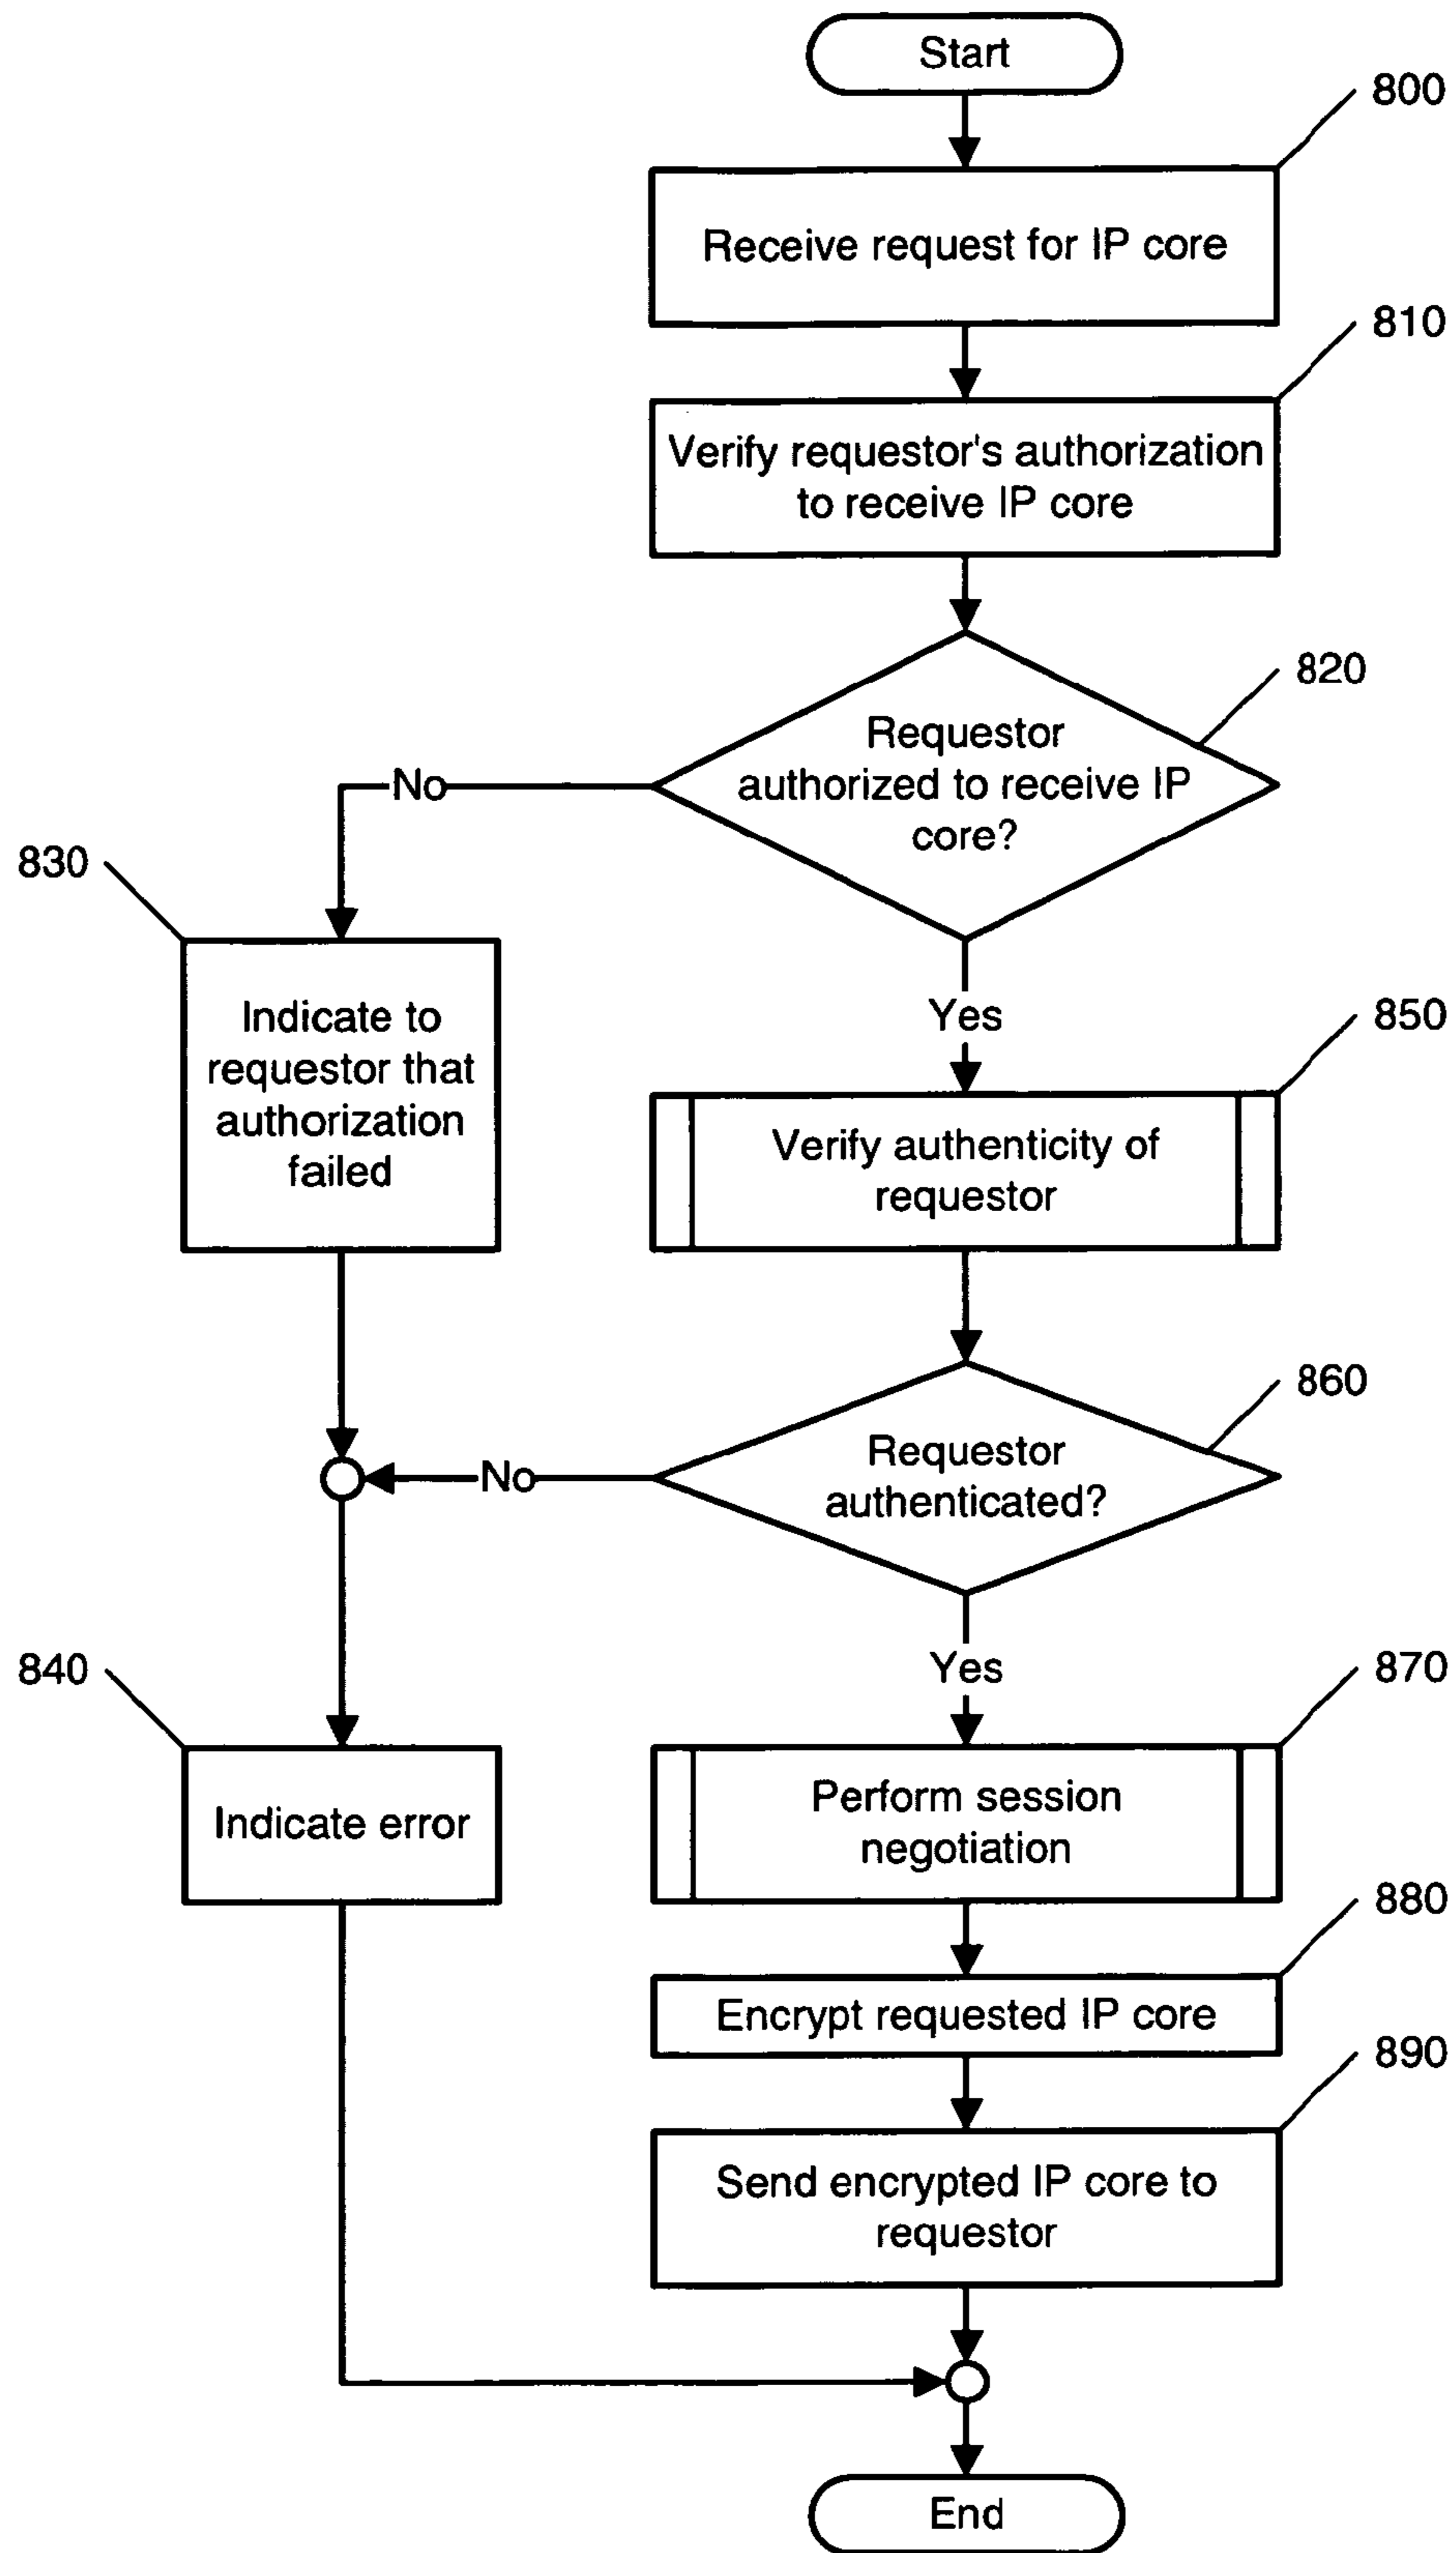 Start
800
Receive request for IP core
810
Verify requestor's authorization
to receive IP core
820
Requestor
authorized to receive IP
core?
No
830
Indicate to
requestor that
authorization
failed
Yes
850
Verify authenticity of
requestor
860
Requestor
authenticated?
No
Yes
840
Indicate error
870
Perform session
negotiation
880
Encrypt requested IP core
890
Send encrypted IP core to
requestor
End